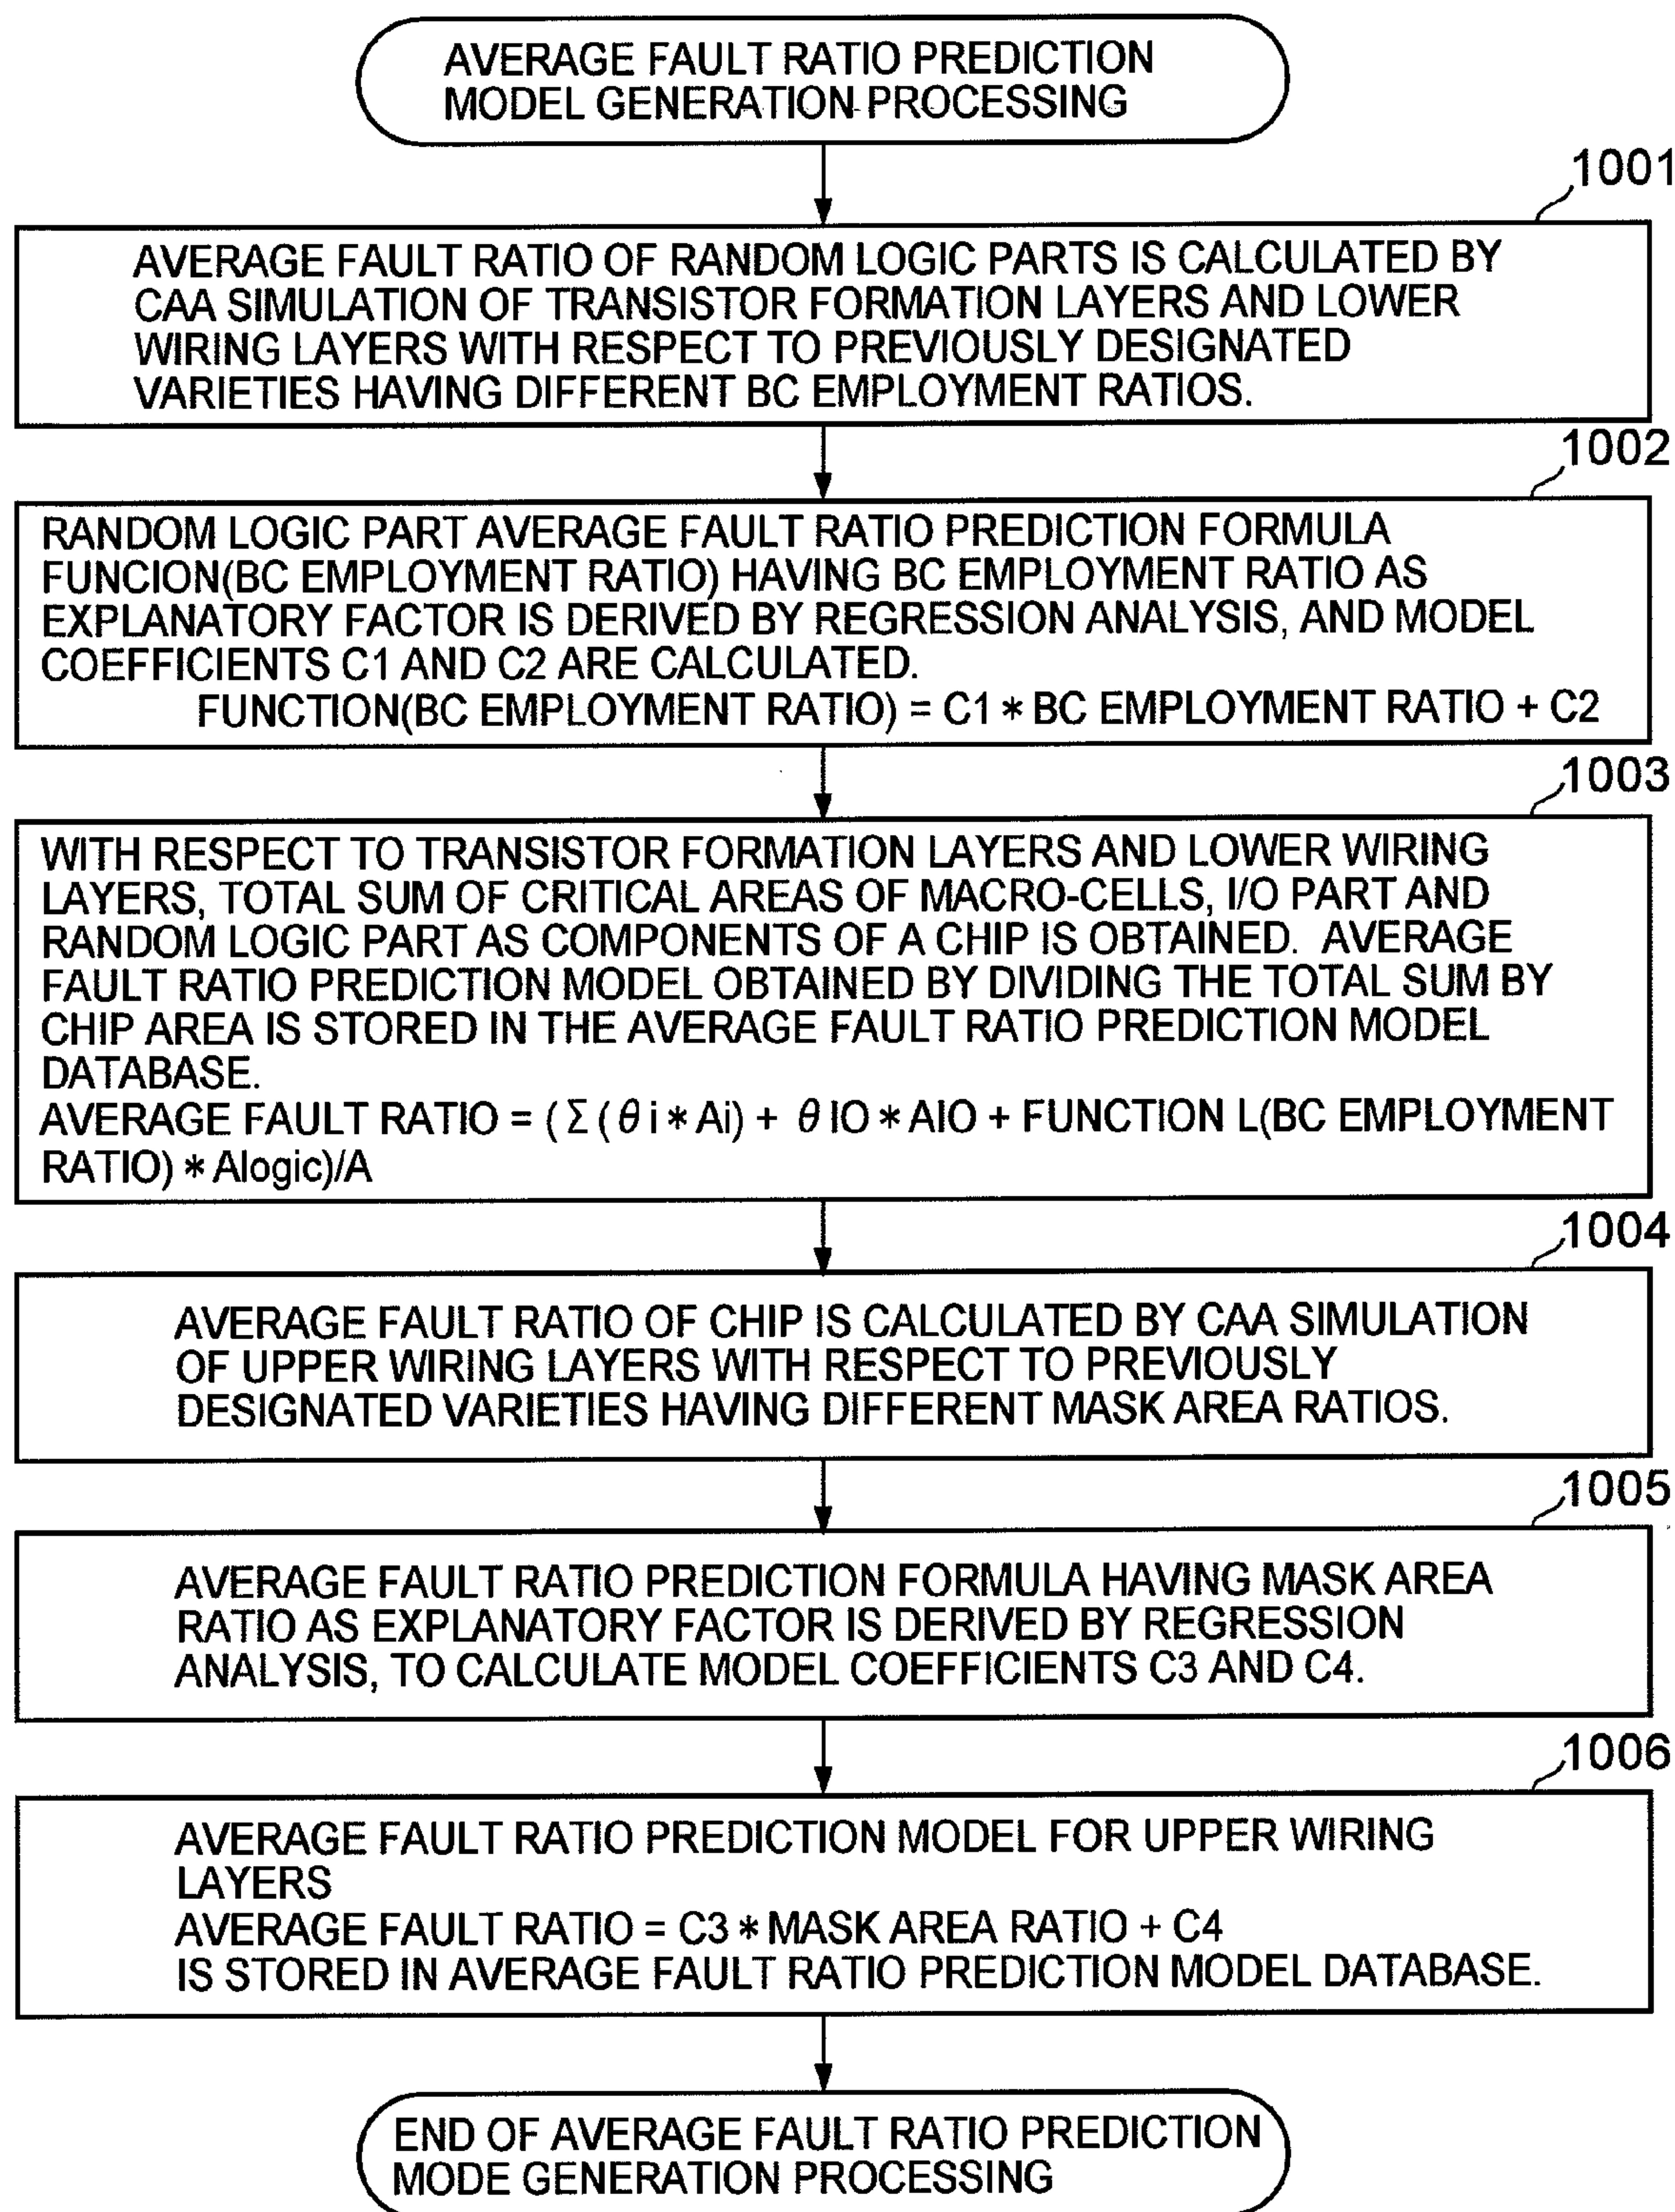 AVERAGE FAULT RATIO PREDICTION
MODEL GENERATION PROCESSING
1001
AVERAGE FAULT RATIO OF RANDOM LOGIC PARTS IS CALCULATED BY
CAA SIMULATION OF TRANSISTOR FORMATION LAYERS AND LOWER
WIRING LAYERS WITH RESPECT TO PREVIOUSLY DESIGNATED
VARIETIES HAVING DIFFERENT BC EMPLOYMENT RATIOS.
1002
RANDOM LOGIC PART AVERAGE FAULT RATIO PREDICTION FORMULA
FUNCION(BC EMPLOYMENT RATIO) HAVING BC EMPLOYMENT RATIO AS
EXPLANATORY FACTOR IS DERIVED BY REGRESSION ANALYSIS, AND MODEL
COEFFICIENTS C1 AND C2 ARE CALCULATED.
FUNCTION(BC EMPLOYMENT RATIO) = C1 * BC EMPLOYMENT RATIO + C2
1003
WITH RESPECT TO TRANSISTOR FORMATION LAYERS AND LOWER WIRING
LAYERS, TOTAL SUM OF CRITICAL AREAS OF MACRO-CELLS, I/O PART AND
RANDOM LOGIC PART AS COMPONENTS OF A CHIP IS OBTAINED. AVERAGE
FAULT RATIO PREDICTION MODEL OBTAINED BY DIVIDING THE TOTAL SUM BY
CHIP AREA IS STORED IN THE AVERAGE FAULT RATIO PREDICTION MODEL
DATABASE.
AVERAGE FAULT RATIO = (Σ(θi * Ai) + θIO * AIO + FUNCTION L(BC EMPLOYMENT
RATIO) * Alogic)/A
1004
AVERAGE FAULT RATIO OF CHIP IS CALCULATED BY CAA SIMULATION
OF UPPER WIRING LAYERS WITH RESPECT TO PREVIOUSLY
DESIGNATED VARIETIES HAVING DIFFERENT MASK AREA RATIOS.
1005
AVERAGE FAULT RATIO PREDICTION FORMULA HAVING MASK AREA
RATIO AS EXPLANATORY FACTOR IS DERIVED BY REGRESSION
ANALYSIS, TO CALCULATE MODEL COEFFICIENTS C3 AND C4.
1006
AVERAGE FAULT RATIO PREDICTION MODEL FOR UPPER WIRING
LAYERS
AVERAGE FAULT RATIO = C3 * MASK AREA RATIO + C4
IS STORED IN AVERAGE FAULT RATIO PREDICTION MODEL DATABASE.
END OF AVERAGE FAULT RATIO PREDICTION
MODE GENERATION PROCESSING